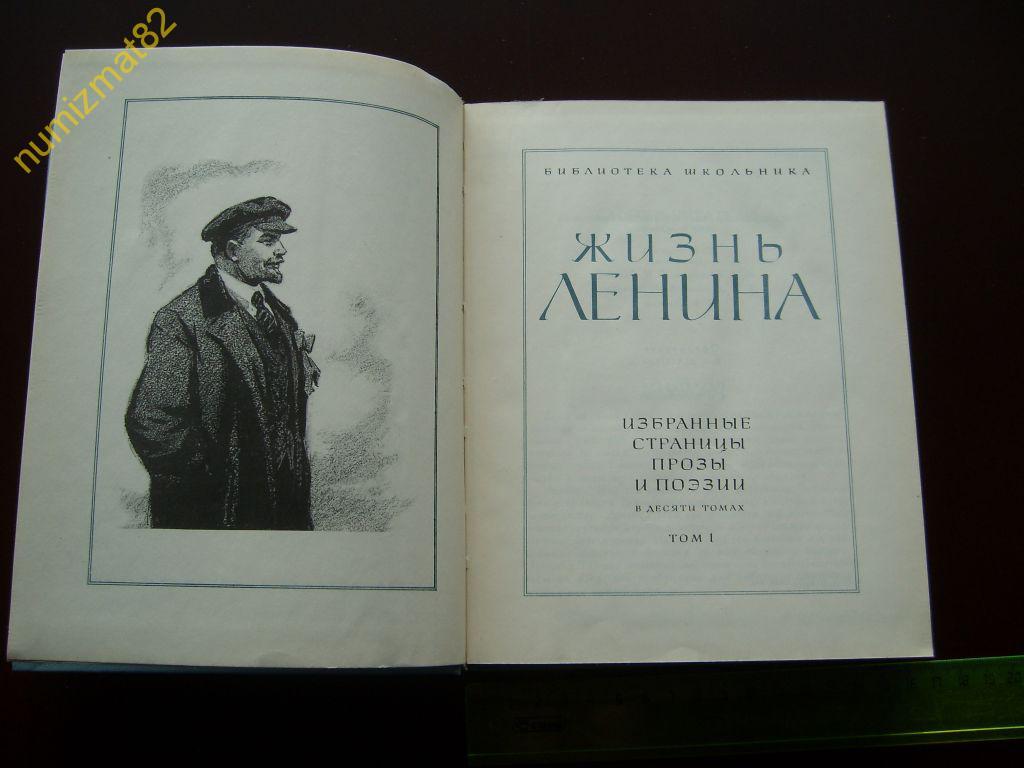 numizmat82
БИБЛИОТЕКА ШКОЛЬНИКА
ЖИЗНЬ
ЛЕНИНА
ИЗБРАННЫЕ
СТРАНИЦЫ
ПРОЗЫ
И ПОЭЗИИ
В ДЕСЯТИ ТОМАХ
ТОМ I